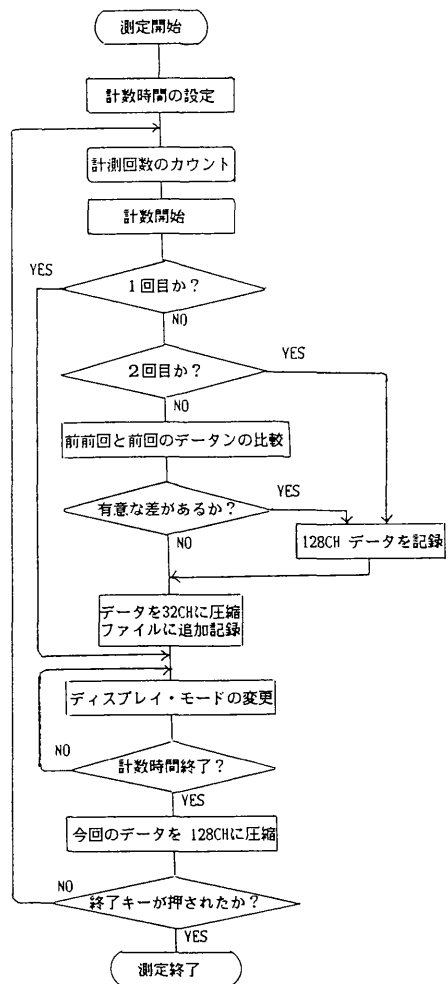 測定開始
計数時間の設定
計測回数のカウント
計数開始
YES
1回目か?
NO
YES
2回目か?
NO
前前回と前回のデータンの比較
有意な差があるか?
YES
NO
128CH データを記録
データを32CHに圧縮
ファイルに追加記録
ディスプレイ・モードの変更
NO
計数時間終了?
YES
今回のデータを 128CHに圧縮
NO
終了キーが押されたか?
YES
測定終了